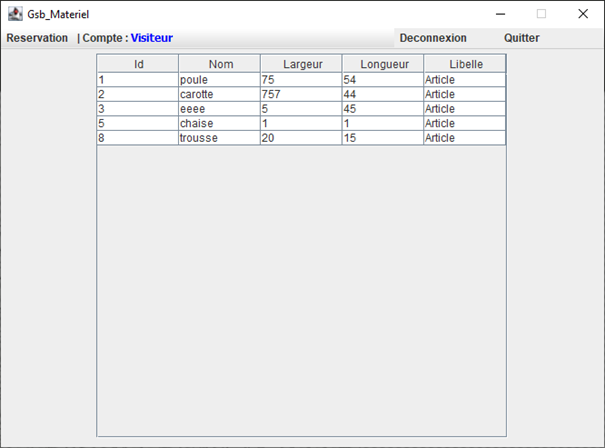 Gsb_Materiel
Reservation | Compte : Visiteur Deconnexion Quitter
Id Nom Largeur Longueur Libelle
1 poule 75 54 Article
2 carotte 757 44 Article
3 eeee 5 45 Article
5 chaise 1 1 Article
8 trousse 20 15 Article